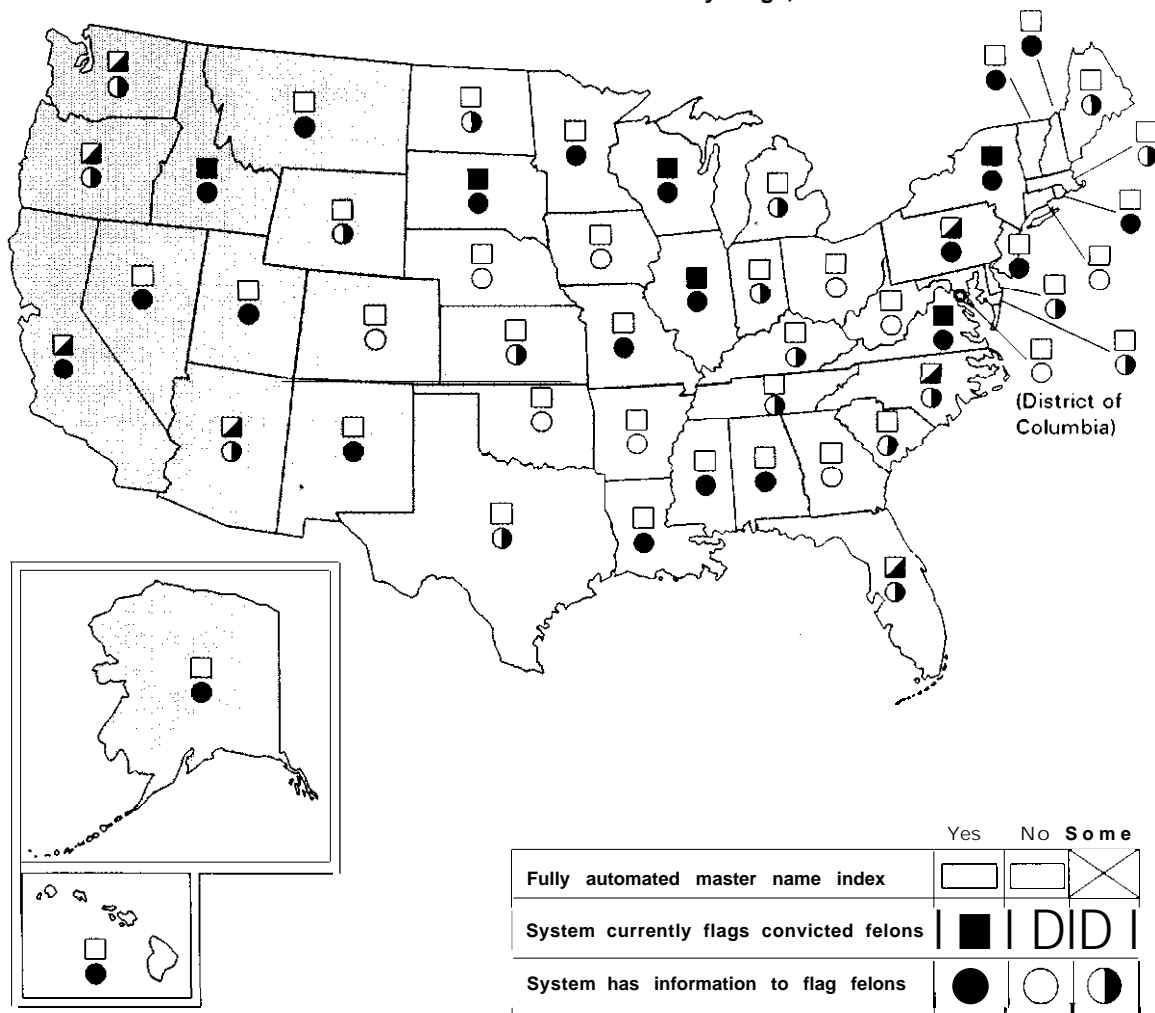 (District of
Columbia)
Yes No Some
Fully automated master name index
System currently flags convicted felons
System has information to flag felons